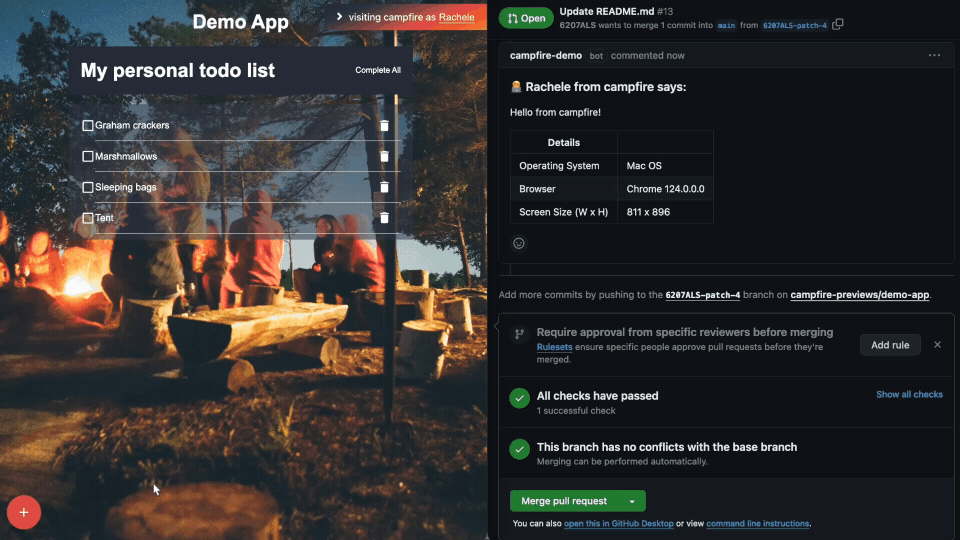 Demo App
visiting campfire as Rachele
My personal todo list
Complete All
Graham crackers
Marshmallows
Sleeping bags
Tent
+
Open
Update README.md #13
6207ALS wants to merge 1 commit into main from 6207ALS-patch-4
campfire-demo bot commented now
Rachele from campfire says:
Hello from campfire!
Details
Operating System Mac OS
Browser Chrome 124.0.0.0
Screen Size (W x H) 811 x 896
Add more commits by pushing to the 6207ALS-patch-4 branch on campfire-previews/demo-app.
Require approval from specific reviewers before merging
Rulesets ensure specific people approve pull requests before they're
merged.
Add rule
All checks have passed
1 successful check
Show all checks
This branch has no conflicts with the base branch
Merging can be performed automatically.
Merge pull request
You can also open this in GitHub Desktop or view command line instructions.